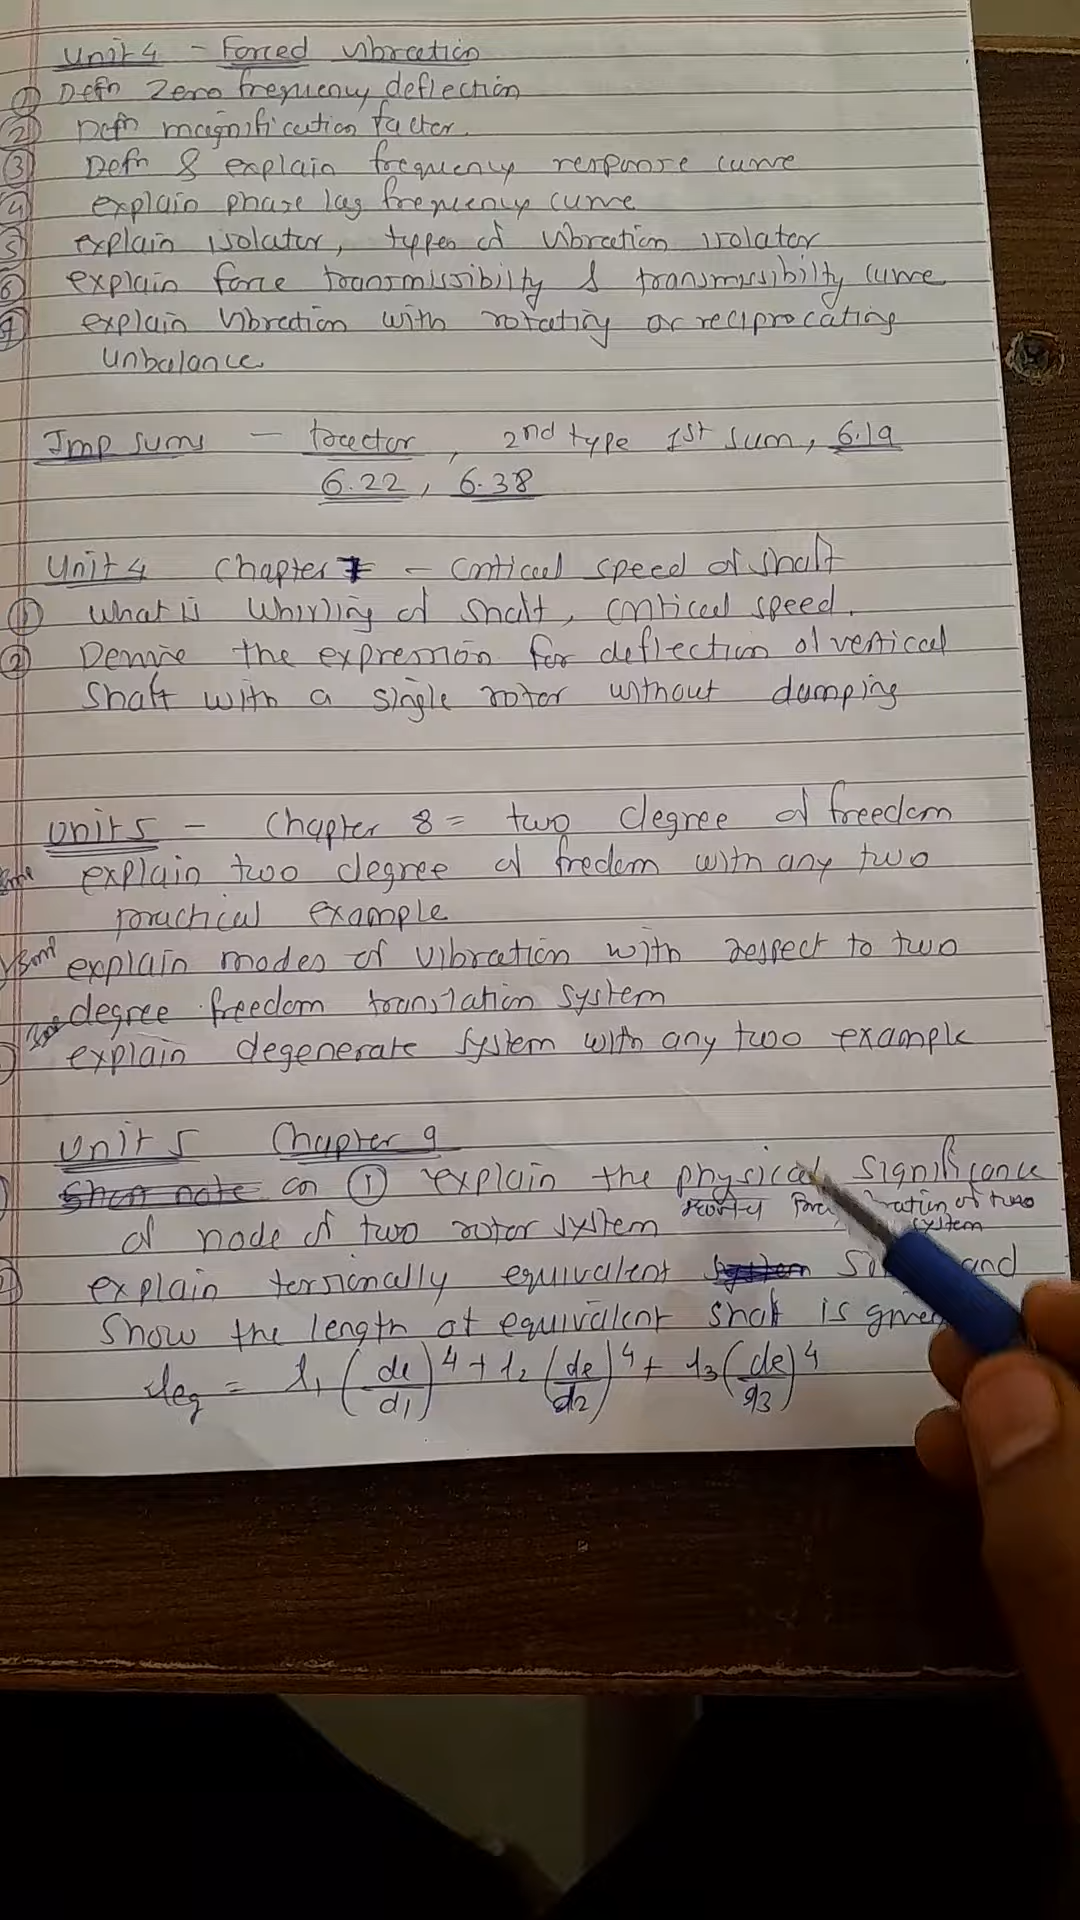 Unit 4 - Forced vibration
① Defn zero frequency deflection
② Defn magnification factor.
③ Defn & explain frequency response curve
4 explain phase lag frequency curve
5 explain isolator, types of vibration isolator
6 explain force transmissibilty & transmissibilty curve
7 explain vibration with rotating or reciprocating
unbalance
Imp sums - tractor, 2nd type 1st sum, 6.19
6.22, 6.38
Unit 4 Chapter 7 - critical speed of shaft
① what is whirling of shaft, critical speed.
② Derive the expression for deflection of vertical
shaft with a single rotor without damping
Unit 5 - Chapter 8 = two degree of freedom
explain two degree of fredom with any two
practical example
explain modes of vibration with respect to two
degree freedom translation system
explain degenerate system with any two example
Unit 5 Chapter 9
on ① explain the physical significance
of node of two rotor system
system
explain torsionally equivalent and
Show the length of equivalent shaft is given
leq = l1 (de/d1)4 + l2 (de/d2)4 + l3 (de/d3)4